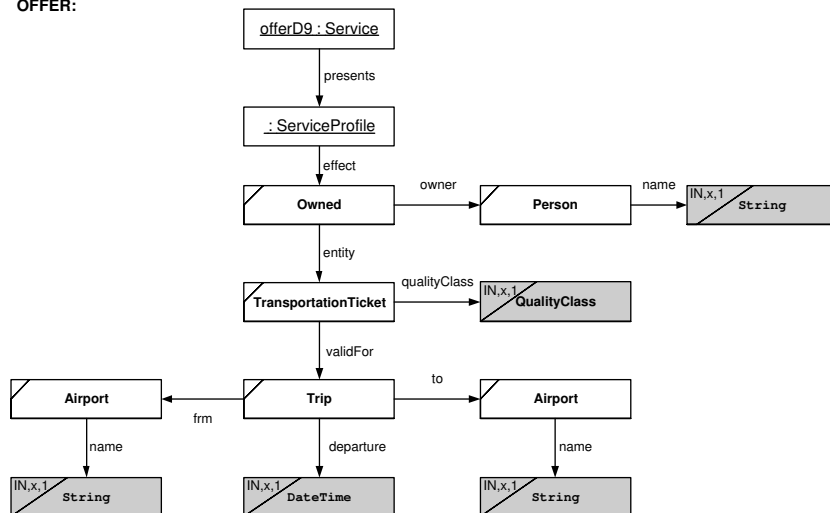 OFFER:
offerD9 : Service
presents
: ServiceProfile
effect
Owned
owner
Person
name
IN,x,1
String
entity
TransportationTicket
qualityClass
IN,x,1
QualityClass
validFor
Airport
frm
Trip
to
Airport
name
departure
name
IN,x,1
String
IN,x,1
DateTime
IN,x,1
String